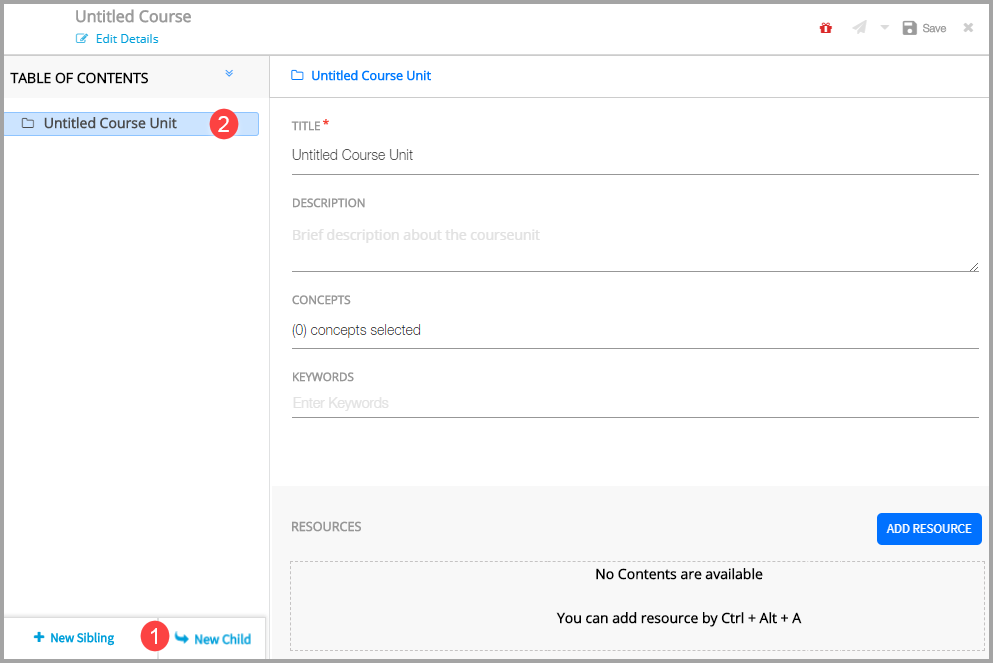 Untitled Course
Edit Details
Save
TABLE OF CONTENTS
Untitled Course Unit
2
Untitled Course Unit
TITLE*
Untitled Course Unit
DESCRIPTION
Brief description about the courseunit
CONCEPTS
(0) concepts selected
KEYWORDS
Enter Keywords
RESOURCES
ADD RESOURCE
No Contents are available
You can add resource by Ctrl + Alt + A
New Sibling
1
New Child